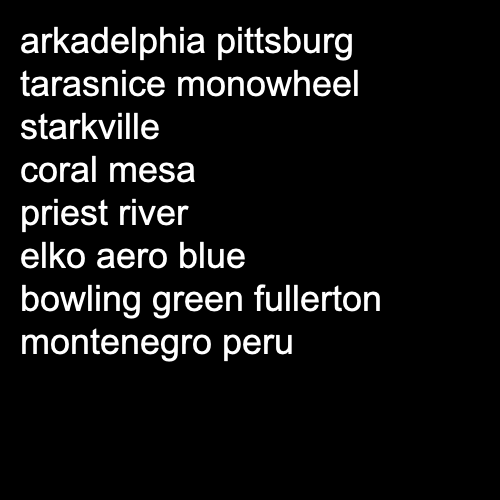 arkadelphia pittsburg
tarasnice monowheel
starkville
coral mesa
priest river
elko aero blue
bowling green fullerton
montenegro peru